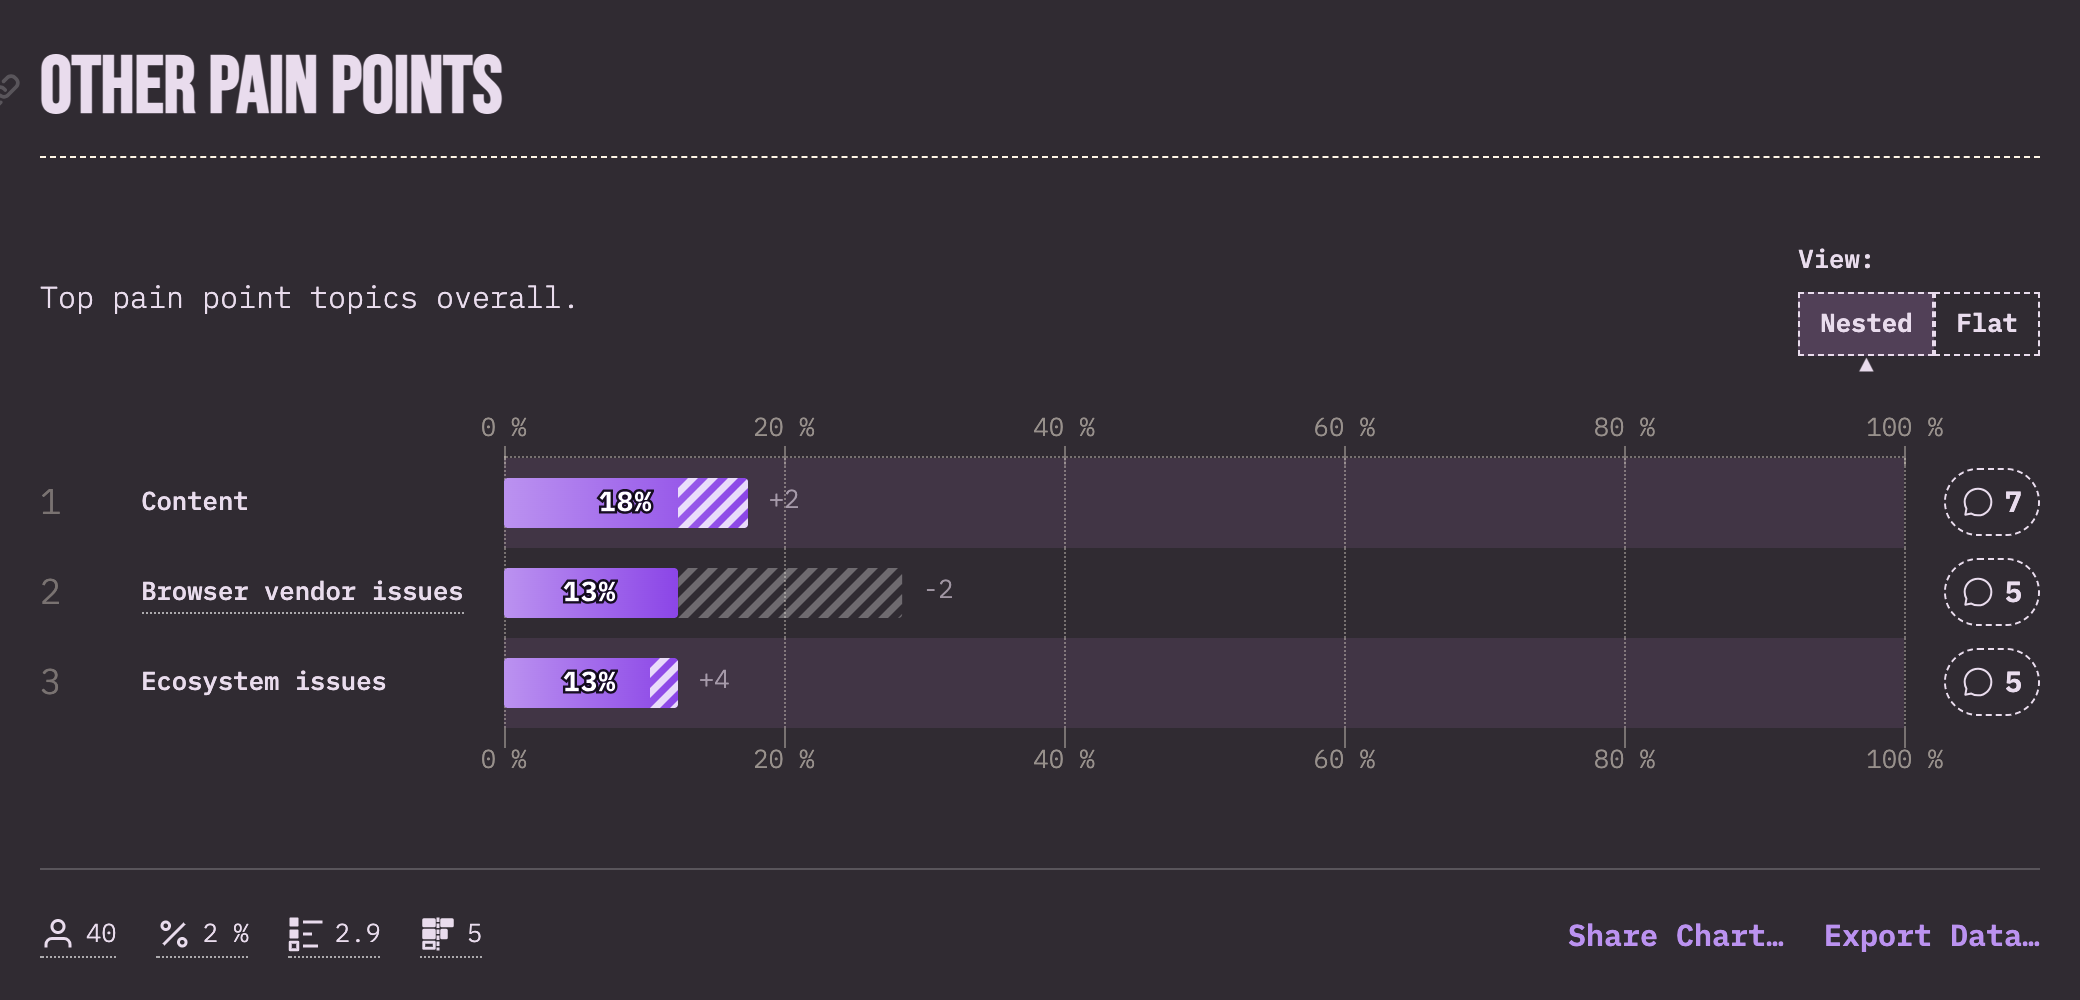 OTHER PAIN POINTS
Top pain point topics overall.
View:
Nested Flat
0 % 20 % 40 % 60 % 80 % 100 %
1 Content 18% +2 7
2 Browser vendor issues 13% -2 5
3 Ecosystem issues 13% +4 5
0 % 20 % 40 % 60 % 80 % 100 %
40 2 % 2.9 5 Share Chart… Export Data…